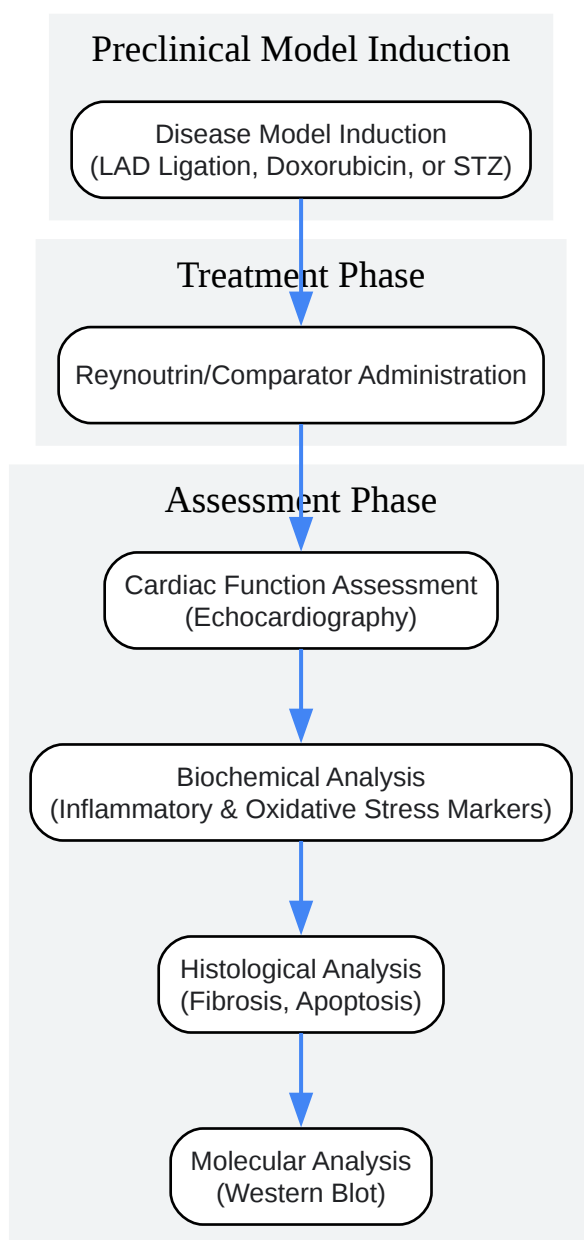 Preclinical Model Induction
Disease Model Induction
(LAD Ligation, Doxorubicin, or STZ)
Treatment Phase
Reynoutrin/Comparator Administration
Assessment Phase
Cardiac Function Assessment
(Echocardiography)
Biochemical Analysis
(Inflammatory & Oxidative Stress Markers)
Histological Analysis
(Fibrosis, Apoptosis)
Molecular Analysis
(Western Blot)